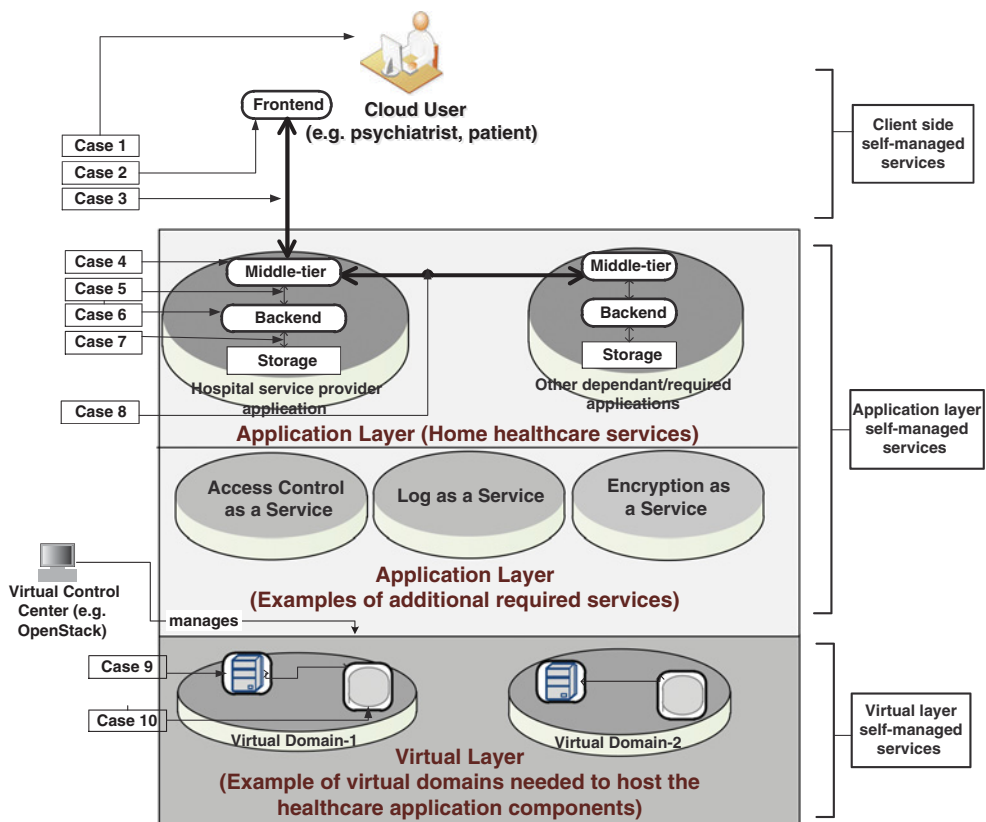 Frontend
Cloud User
(e.g. psychiatrist, patient)
Case 1
Case 2
Case 3
Client side
self-managed
services
Case 4
Case 5
Case 6
Case 7
Case 8
Middle-tier
Backend
Storage
Hospital service provider
application
Middle-tier
Backend
Storage
Other dependant/required
applications
Application Layer (Home healthcare services)
Application layer
self-managed
services
Access Control
as a Service
Log as a Service
Encryption as
a Service
Application Layer
(Examples of additional required services)
Virtual Control
Center (e.g.
OpenStack)
manages
Case 9
Case 10
Virtual Domain-1
Virtual Domain-2
Virtual Layer
(Example of virtual domains needed to host the
healthcare application components)
Virtual layer
self-managed
services